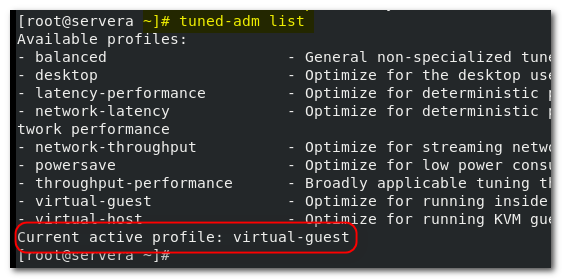 [root@servera ~]# tuned-adm list
Available profiles:
- balanced                    - General non-specialized tune
- desktop                     - Optimize for the desktop use
- latency-performance         - Optimize for deterministic p
- network-latency             - Optimize for deterministic p
twork performance
- network-throughput          - Optimize for streaming netwo
- powersave                   - Optimize for low power consu
- throughput-performance      - Broadly applicable tuning th
- virtual-guest               - Optimize for running inside
- virtual-host                - Optimize for running KVM gue
Current active profile: virtual-guest
[root@servera ~]#